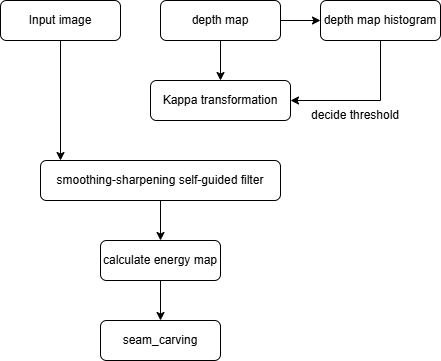 Input image
depth map
depth map histogram
Kappa transformation
decide threshold
smoothing-sharpening self-guided filter
calculate energy map
seam_carving